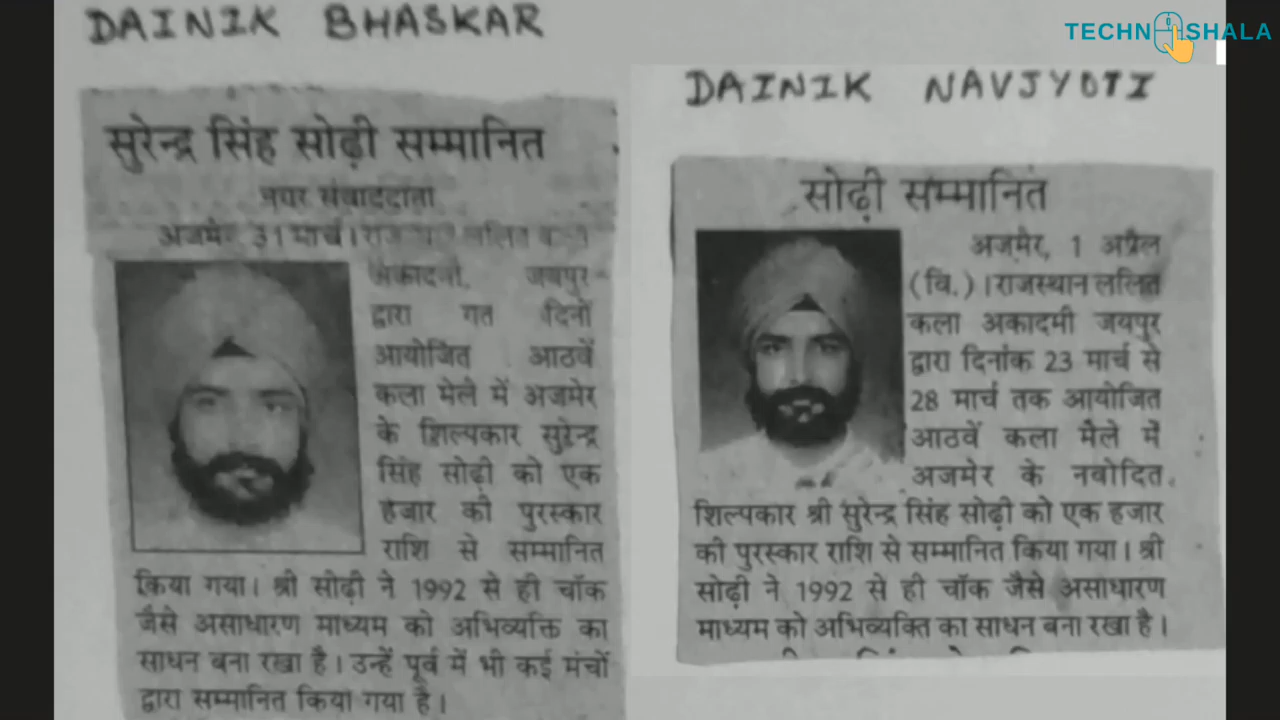 DAINIK BHASKAR
सुरेन्द्र सिंह सोढ़ी सम्मानित
नगर संवाददाता
अजमेर, 31 मार्च। ललित कला
अकादमी, जयपुर
द्वारा गत दिनों
आयोजित आठवें
कला मेले में अजमेर
के शिल्पकार सुरेन्द्र
सिंह सोढ़ी को एक
हजार की पुरस्कार
राशि से सम्मानित
किया गया। श्री सोढ़ी ने 1992 से ही चॉक
जैसे असाधारण माध्यम को अभिव्यक्ति का
साधन बना रखा है। उन्हें पूर्व में भी कई मंचों
द्वारा सम्मानित किया गया है।
TECHNOSHALA
DAINIK NAVJYOTI
सोढ़ी सम्मानित
अजमेर, 1 अप्रैल
(वि.)।राजस्थान ललित
कला अकादमी जयपुर
द्वारा दिनांक 23 मार्च से
28 मार्च तक आयोजित
आठवें कला मेले में
अजमेर के नवोदित
शिल्पकार श्री सुरेन्द्र सिंह सोढ़ी को एक हजार
की पुरस्कार राशि से सम्मानित किया गया। श्री
सोढ़ी ने 1992 से ही चॉक जैसे असाधारण
माध्यम को अभिव्यक्ति का साधन बना रखा है।